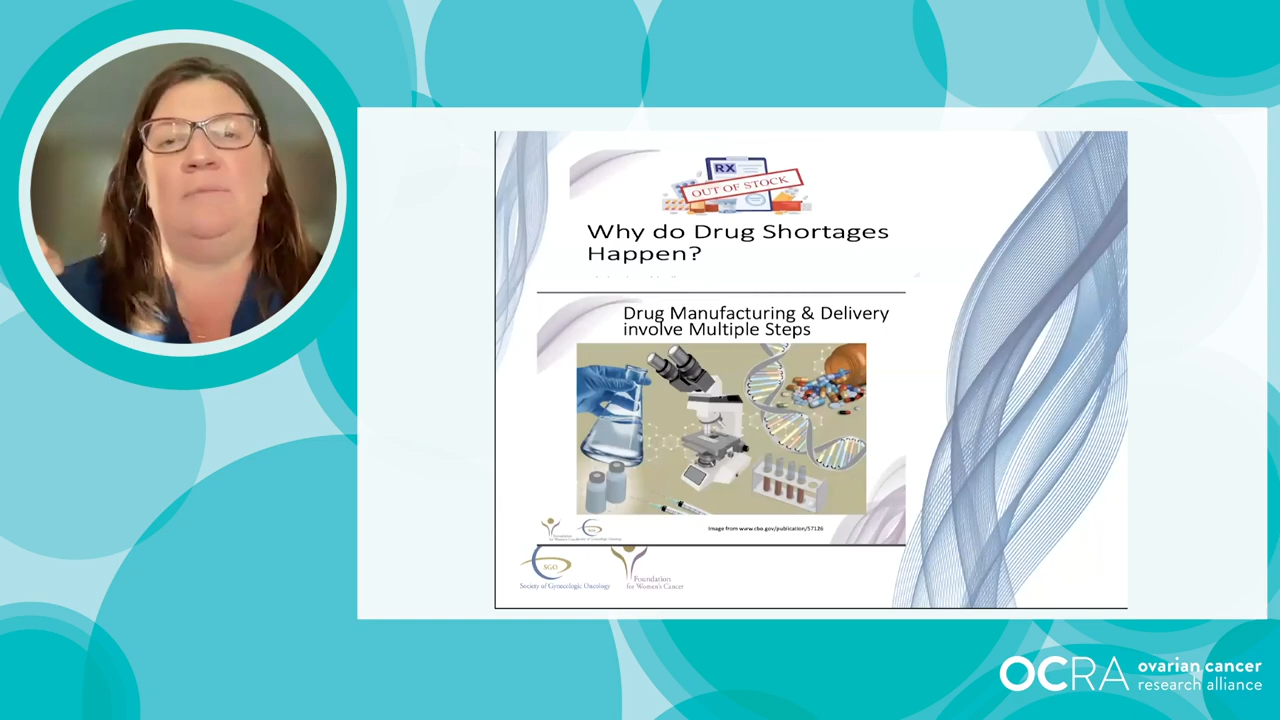 RX
OUT OF STOCK
Why do Drug Shortages
Happen?
Drug Manufacturing & Delivery
involve Multiple Steps
Image from www.cbo.gov/publication/57126
SGO
Society of Gynecologic Oncology
Foundation
for Women's Cancer
OCRA
ovarian cancer
research alliance